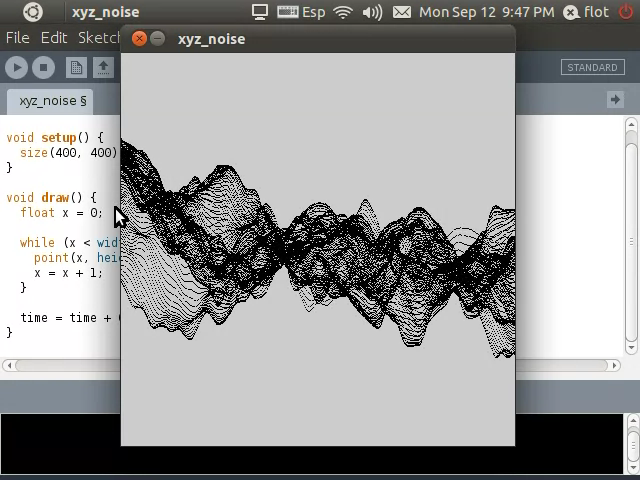 xyz_noise Esp Mon Sep 12 9:47 PM flot
File Edit Sketch
xyz_noise
STANDARD
xyz_noise §
void setup() {
size(400, 400)
}
void draw() {
float x = 0;
while (x < wid
point(x, hei
x = x + 1;
}
time = time +
}